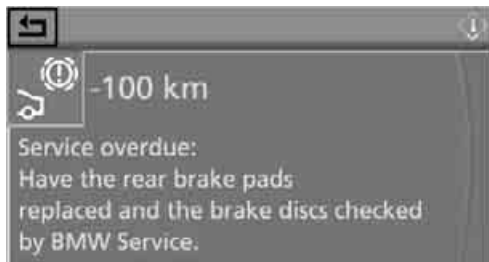 -100 km
Service overdue:
Have the rear brake pads
replaced and the brake discs checked
by BMW Service.